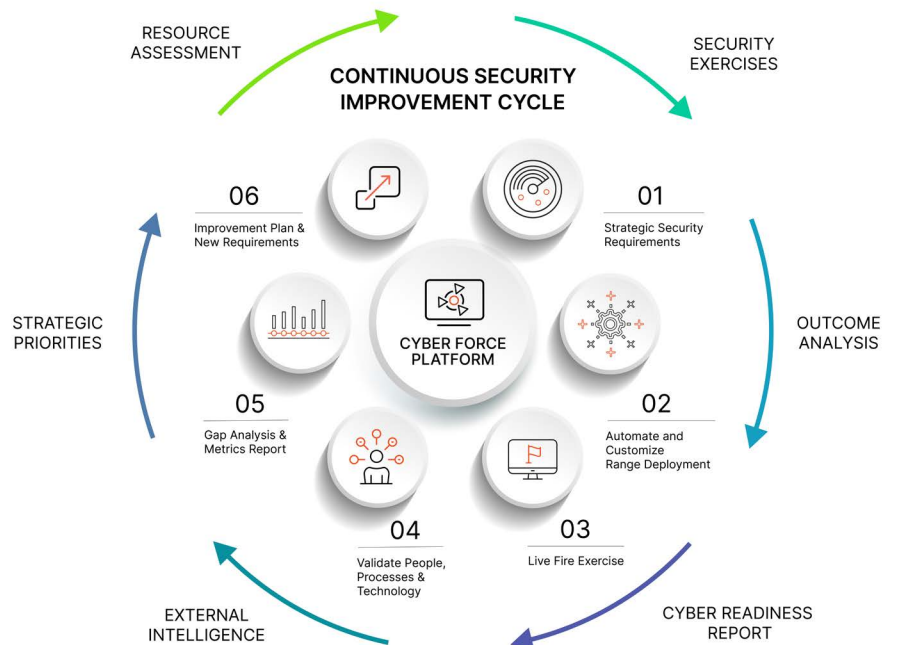 RESOURCE
ASSESSMENT
SECURITY
EXERCISES
CONTINUOUS SECURITY
IMPROVEMENT CYCLE
06
Improvement Plan &
New Requirements
01
Strategic Security
Requirements
STRATEGIC
PRIORITIES
CYBER FORCE
PLATFORM
OUTCOME
ANALYSIS
05
Gap Analysis &
Metrics Report
02
Automate and
Customize
Range Deployment
04
Validate People,
Processes &
Technology
03
Live Fire Exercise
EXTERNAL
INTELLIGENCE
CYBER READINESS
REPORT